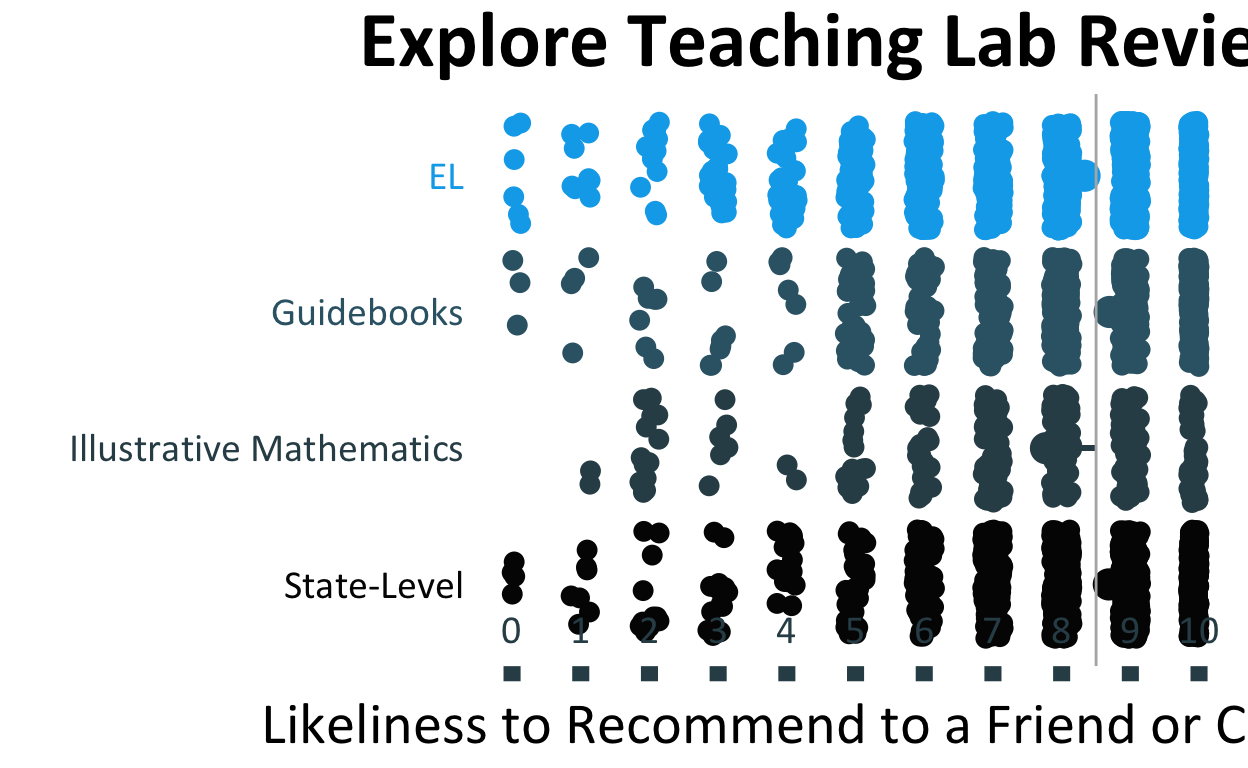 Explore Teaching Lab Revie
EL
Guidebooks
Illustrative Mathematics
State-Level
0 1 2 3 4 5 6 7 8 9 10
Likeliness to Recommend to a Friend or C